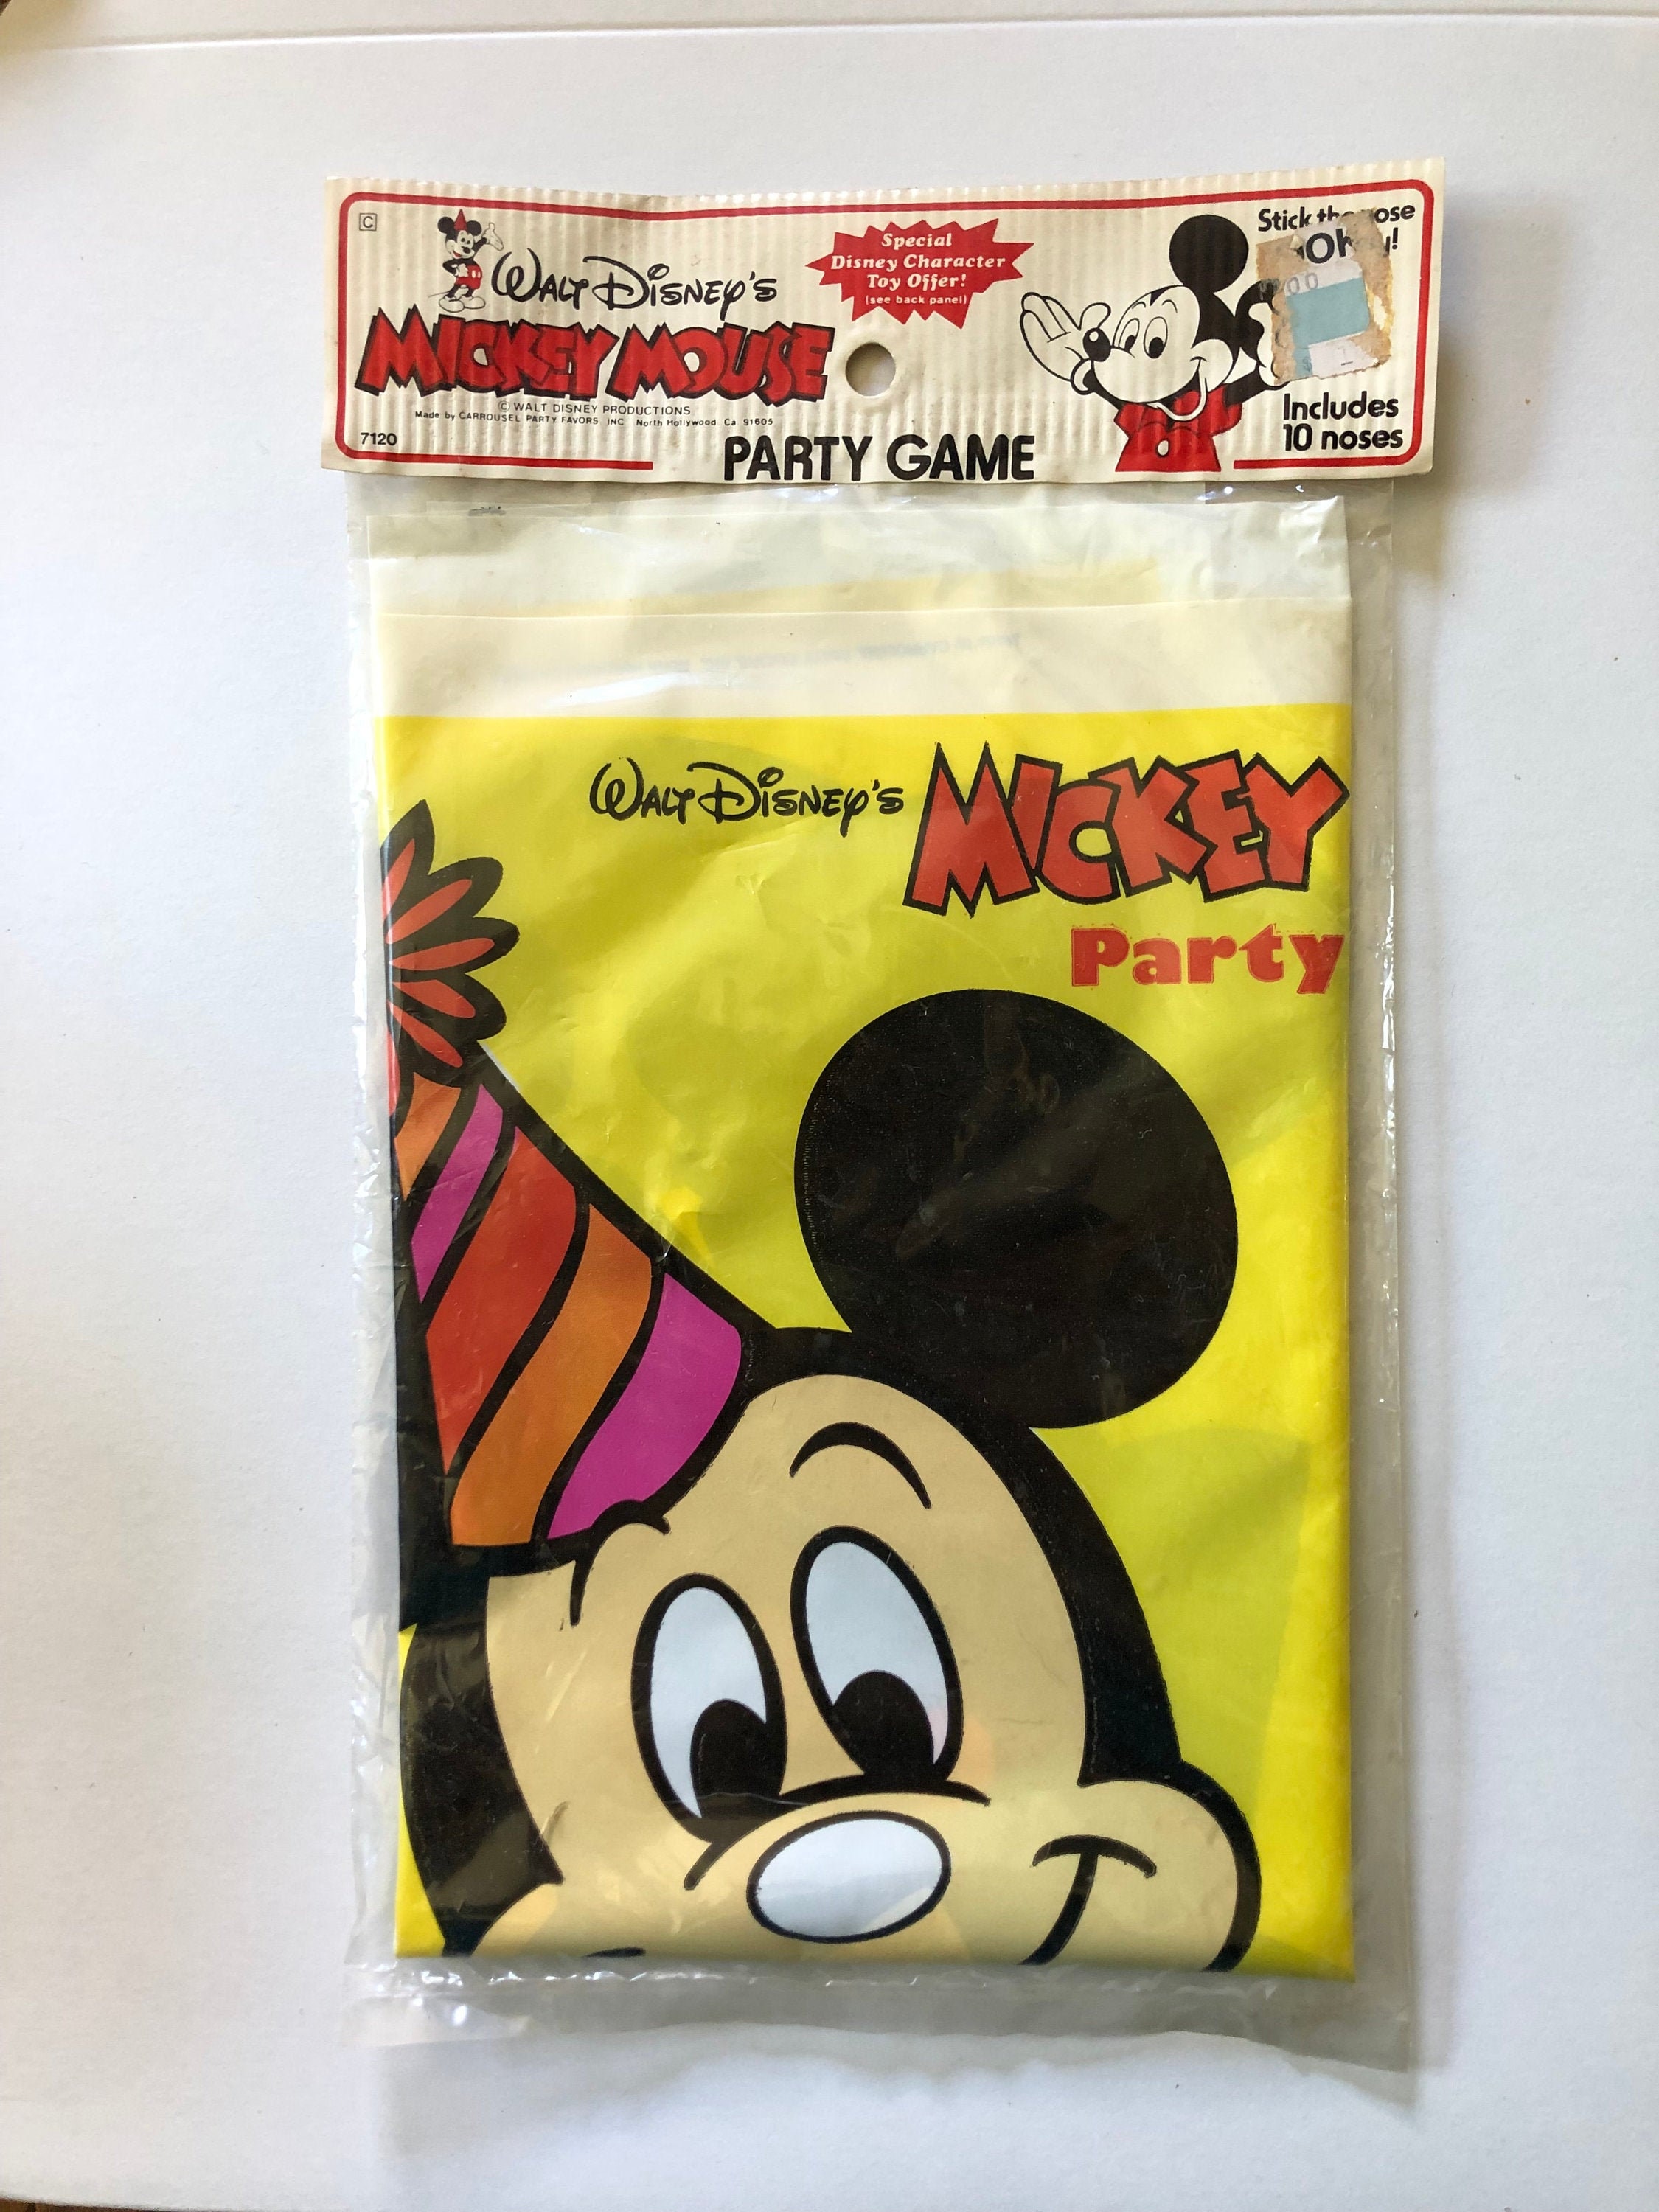 C
Walt Disney's
MICKEY MOUSE
© WALT DISNEY PRODUCTIONS
Made by CARROUSEL PARTY FAVORS INC North Hollywood Ca 91605
7120
Special
Disney Character
Toy Offer!
(see back panel)
PARTY GAME
Stick
Includes
10 noses
Walt Disney's MICKEY
Party